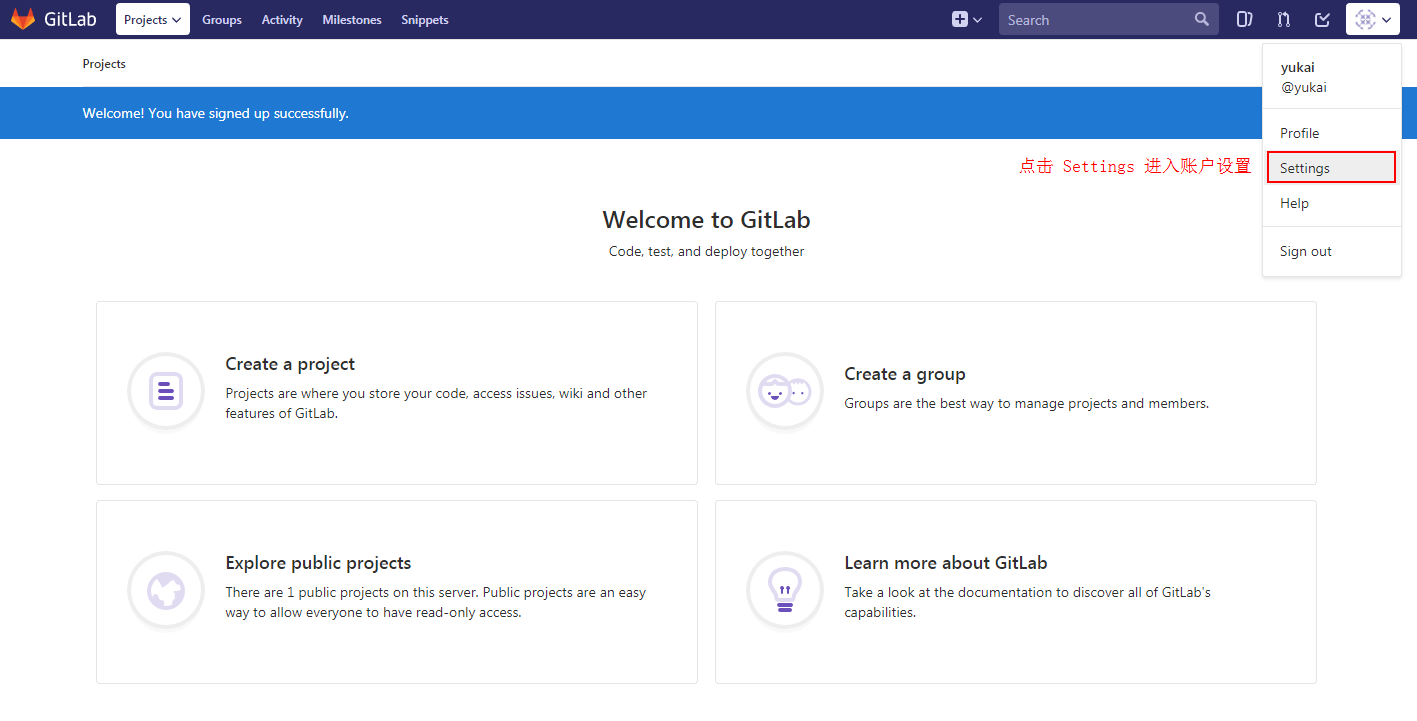 GitLab Projects Groups Activity Milestones Snippets Search
Projects
yukai
@yukai
Welcome! You have signed up successfully.
Profile
点击 Settings 进入账户设置
Settings
Help
Sign out
Welcome to GitLab
Code, test, and deploy together
Create a project
Projects are where you store your code, access issues, wiki and other
features of GitLab.
Create a group
Groups are the best way to manage projects and members.
Explore public projects
There are 1 public projects on this server. Public projects are an easy
way to allow everyone to have read-only access.
Learn more about GitLab
Take a look at the documentation to discover all of GitLab's
capabilities.